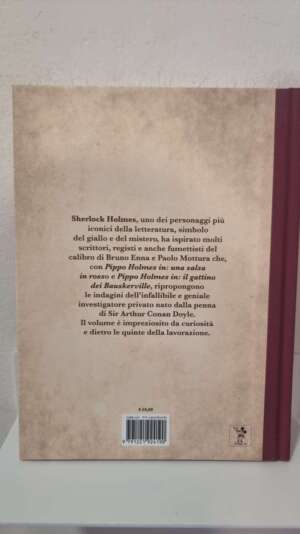 Sherlock Holmes, uno dei personaggi più
iconici della letteratura, simbolo
del giallo e del mistero, ha ispirato molti
scrittori, registi e anche fumettisti del
calibro di Bruno Enna e Paolo Mottura che,
con Pippo Holmes in: una salsa
in rosso e Pippo Holmes in: il gattino
dei Bauskerville, ripropongono
le indagini dell'infallibile e geniale
investigatore privato nato dalla penna
di Sir Arthur Conan Doyle.
Il volume è impreziosito da curiosità
e dietro le quinte della lavorazione.